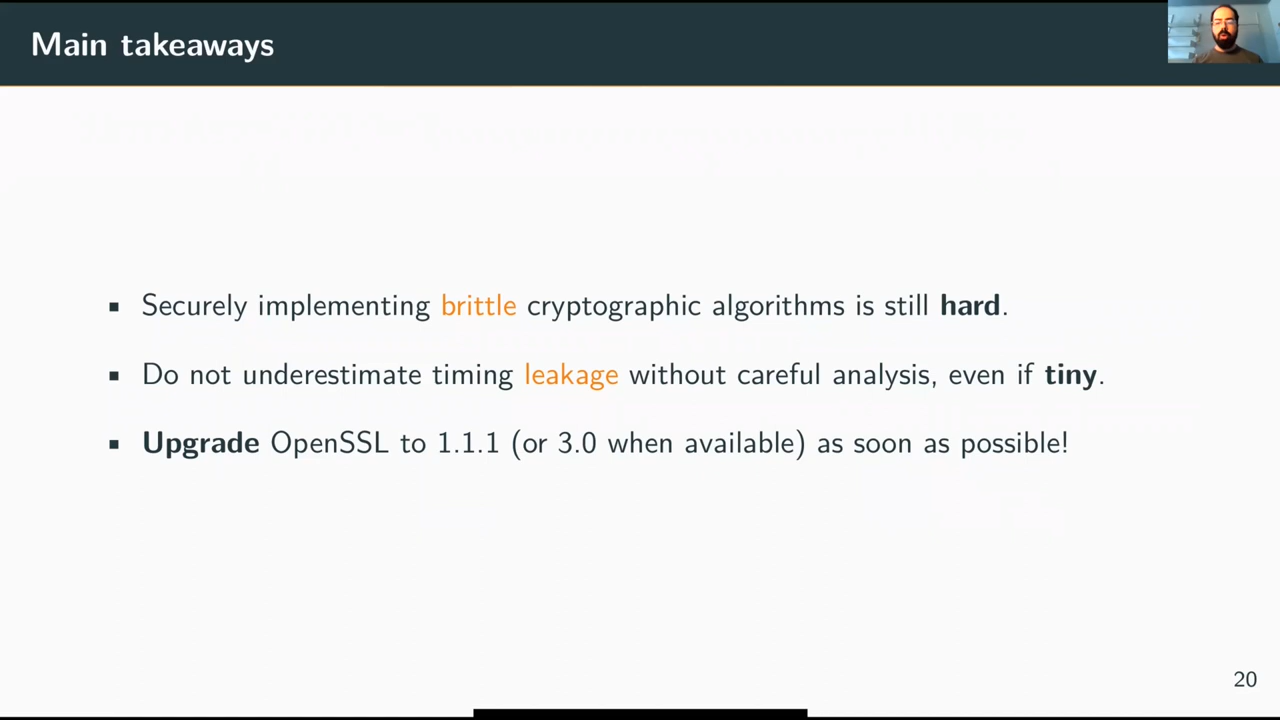 Main takeaways
▪ Securely implementing brittle cryptographic algorithms is still hard.
▪ Do not underestimate timing leakage without careful analysis, even if tiny.
▪ Upgrade OpenSSL to 1.1.1 (or 3.0 when available) as soon as possible!
20